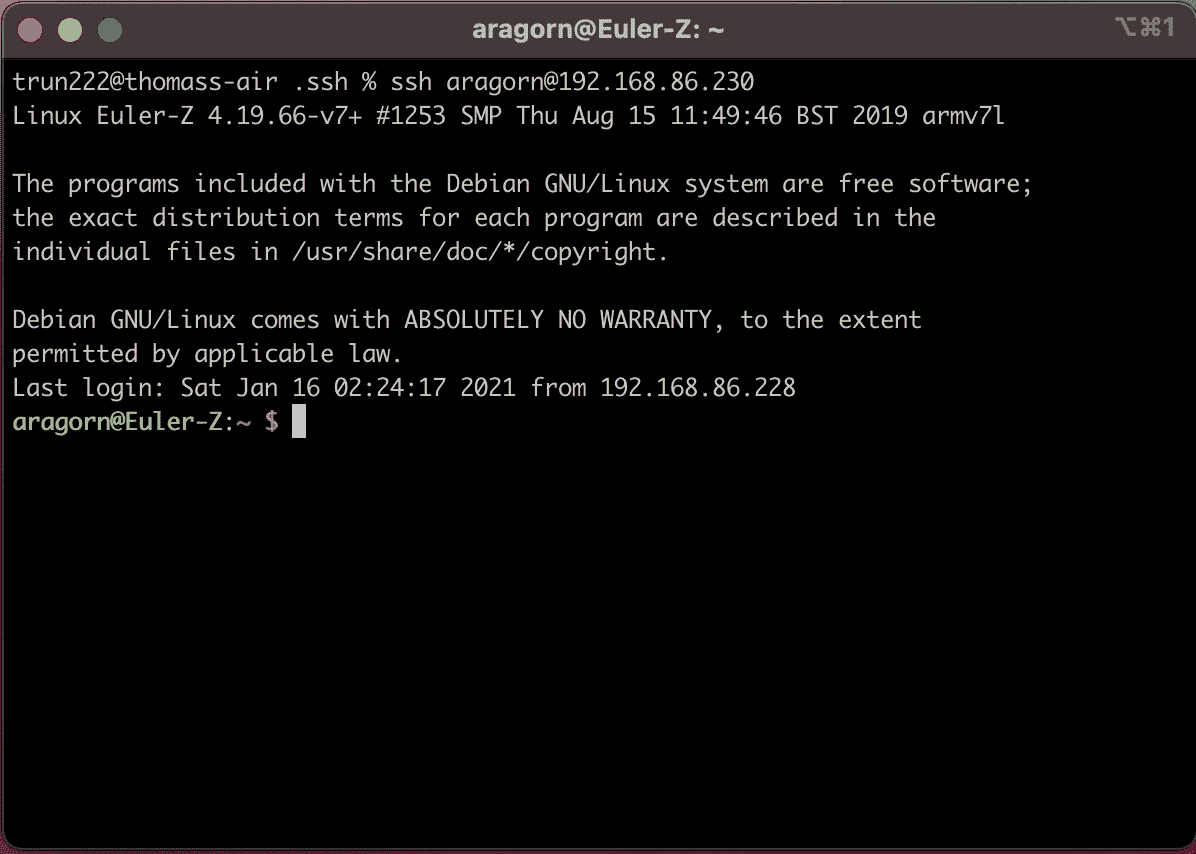 aragorn@Euler-Z: ~
⌥⌘1
trun222@thomass-air .ssh % ssh aragorn@192.168.86.230
Linux Euler-Z 4.19.66-v7+ #1253 SMP Thu Aug 15 11:49:46 BST 2019 armv7l
The programs included with the Debian GNU/Linux system are free software;
the exact distribution terms for each program are described in the
individual files in /usr/share/doc/*/copyright.
Debian GNU/Linux comes with ABSOLUTELY NO WARRANTY, to the extent
permitted by applicable law.
Last login: Sat Jan 16 02:24:17 2021 from 192.168.86.228
aragorn@Euler-Z:~ $